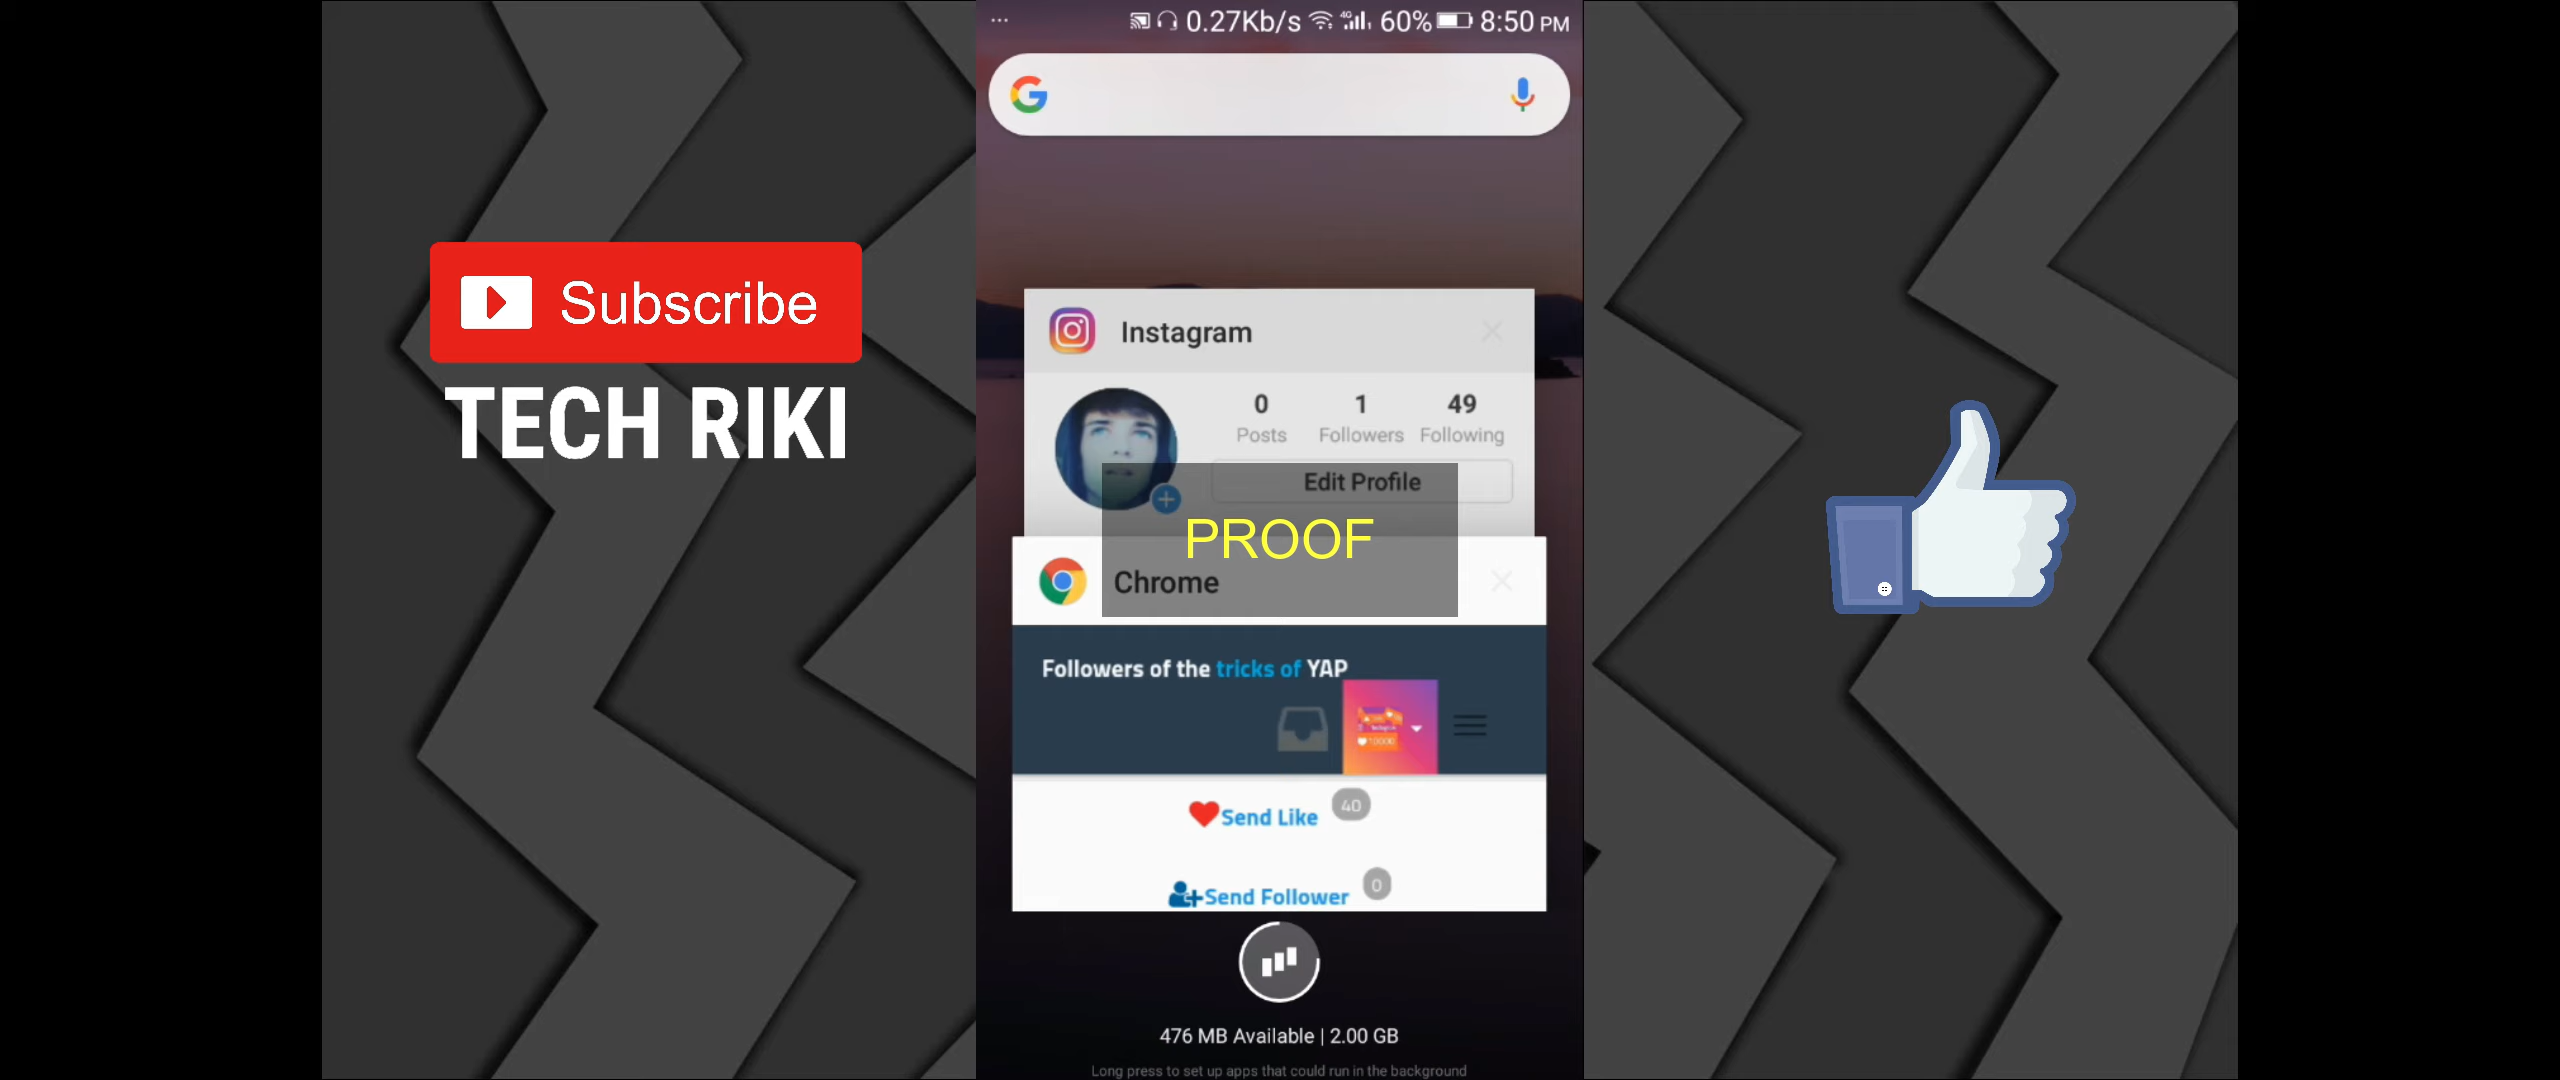 ... 0.27Kb/s 4G 60% 8:50 PM
Subscribe
TECH RIKI
Instagram
0 1 49
Posts Followers Following
Edit Profile
PROOF
Chrome
Followers of the tricks of YAP
10000
Send Like 40
Send Follower 0
476 MB Available | 2.00 GB
Long press to set up apps that could run in the background